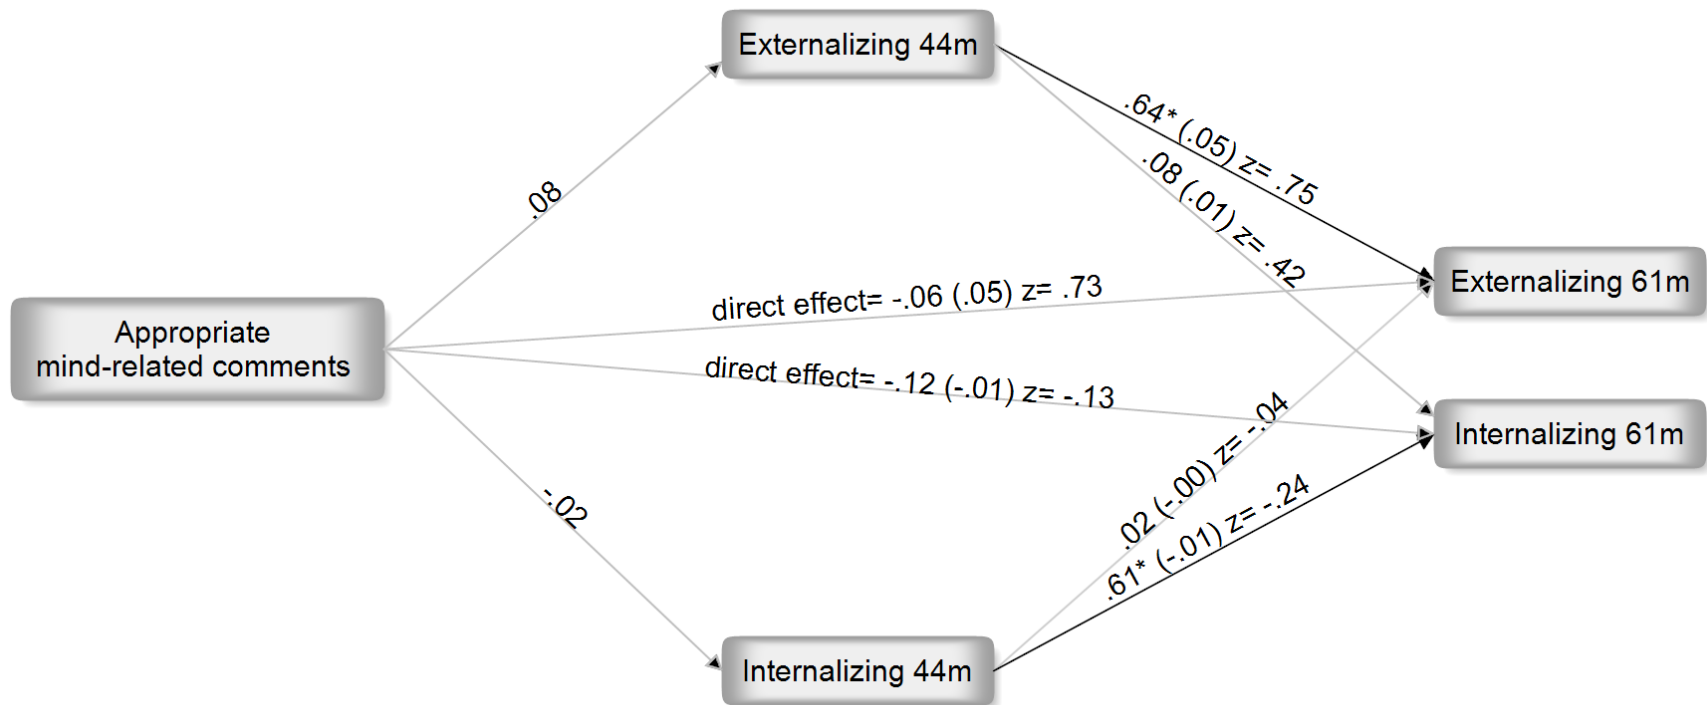 Externalizing 44m
.64* (.05) z= .75
.08 (.01) z=.42
.08
direct effect= -.06 (.05) z= .73
Externalizing 61m
Appropriate
mind-related comments
direct effect= -.12 (-.01) z= -.13
Internalizing 61m
.02 (-.00) z= -.04
.61* (-.01) z= -.24
-.02
Internalizing 44m